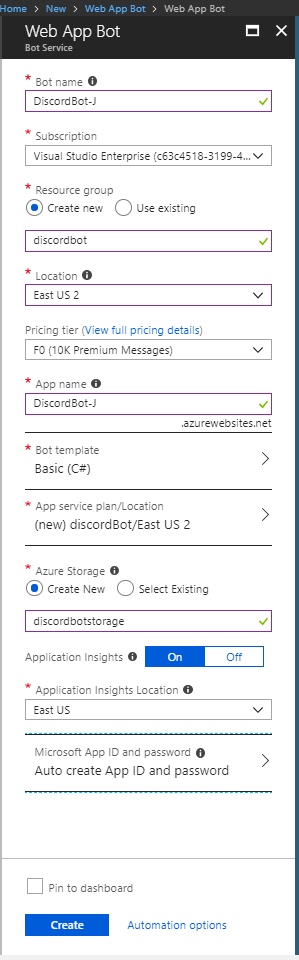 Home > New > Web App Bot > Web App Bot
Web App Bot
Bot Service
* Bot name
DiscordBot-J
* Subscription
Visual Studio Enterprise (c63c4518-3199-4...
* Resource group
Create new Use existing
discordbot
* Location
East US 2
Pricing tier (View full pricing details)
F0 (10K Premium Messages)
* App name
DiscordBot-J
.azurewebsites.net
* Bot template
Basic (C#)
* App service plan/Location
(new) discordBot/East US 2
* Azure Storage
Create New Select Existing
discordbotstorage
Application Insights On Off
* Application Insights Location
East US
Microsoft App ID and password
Auto create App ID and password
Pin to dashboard
Create Automation options